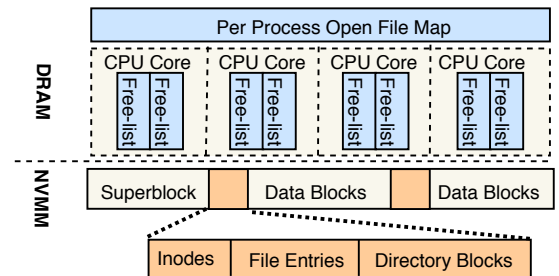 Per Process Open File Map
DRAM
CPU Core CPU Core CPU Core CPU Core
Free-list Free-list Free-list Free-list Free-list Free-list Free-list Free-list
NVMM
Superblock Data Blocks Data Blocks
Inodes File Entries Directory Blocks